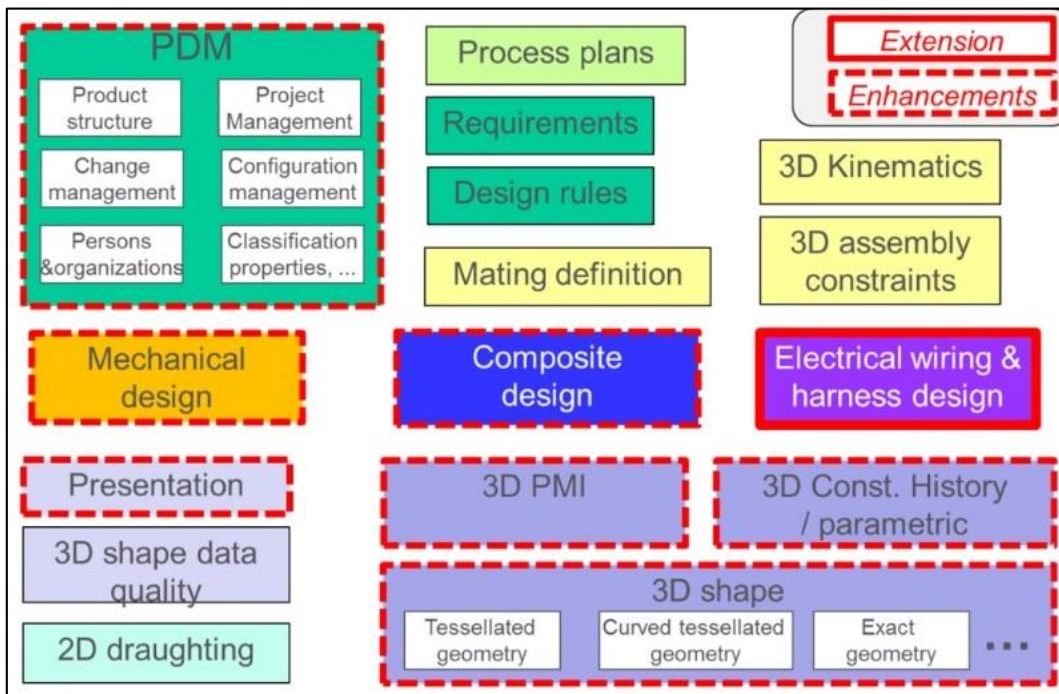 PDM
Product
structure
Project
Management
Change
management
Configuration
management
Persons
&organizations
Classification
properties, ...
Process plans
Requirements
Design rules
Mating definition
Extension
Enhancements
3D Kinematics
3D assembly
constraints
Mechanical
design
Composite
design
Electrical wiring &
harness design
Presentation
3D shape data
quality
2D draughting
3D PMI
3D Const. History
/ parametric
3D shape
Tessellated
geometry
Curved tessellated
geometry
Exact
geometry
...